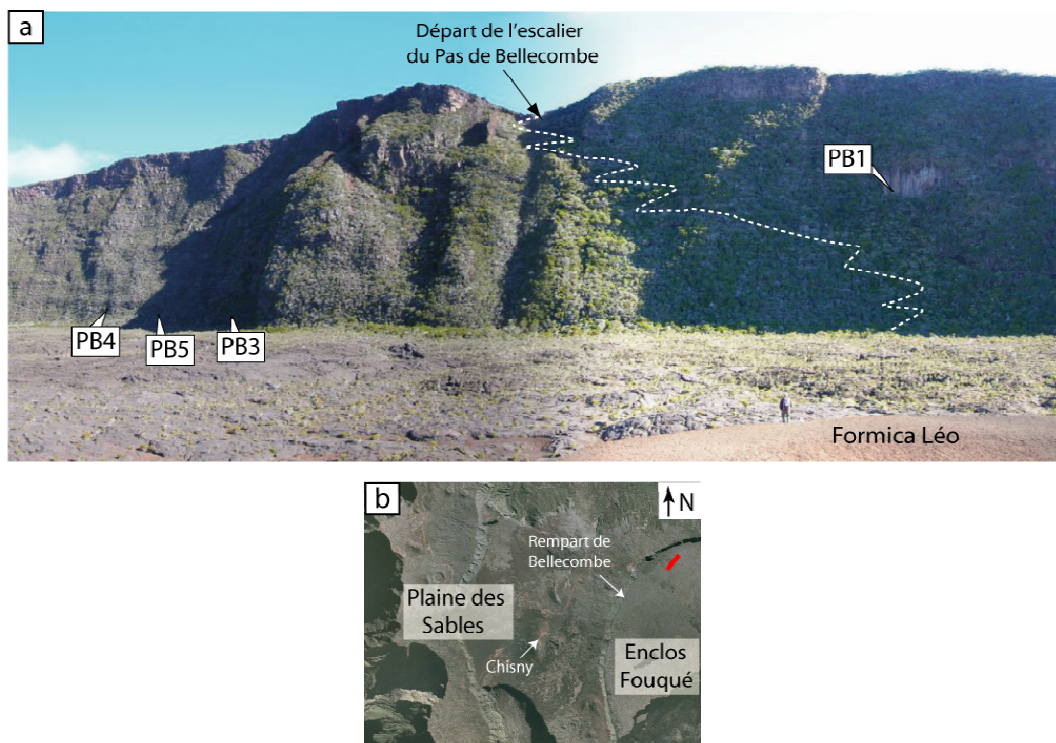 a
Départ de l'escalier
du Pas de Bellecombe
PB1
PB4
PB5
PB3
Formica Léo
b
N
Rempart de
Bellecombe
Plaine des
Sables
Chisny
Enclos
Fouqué